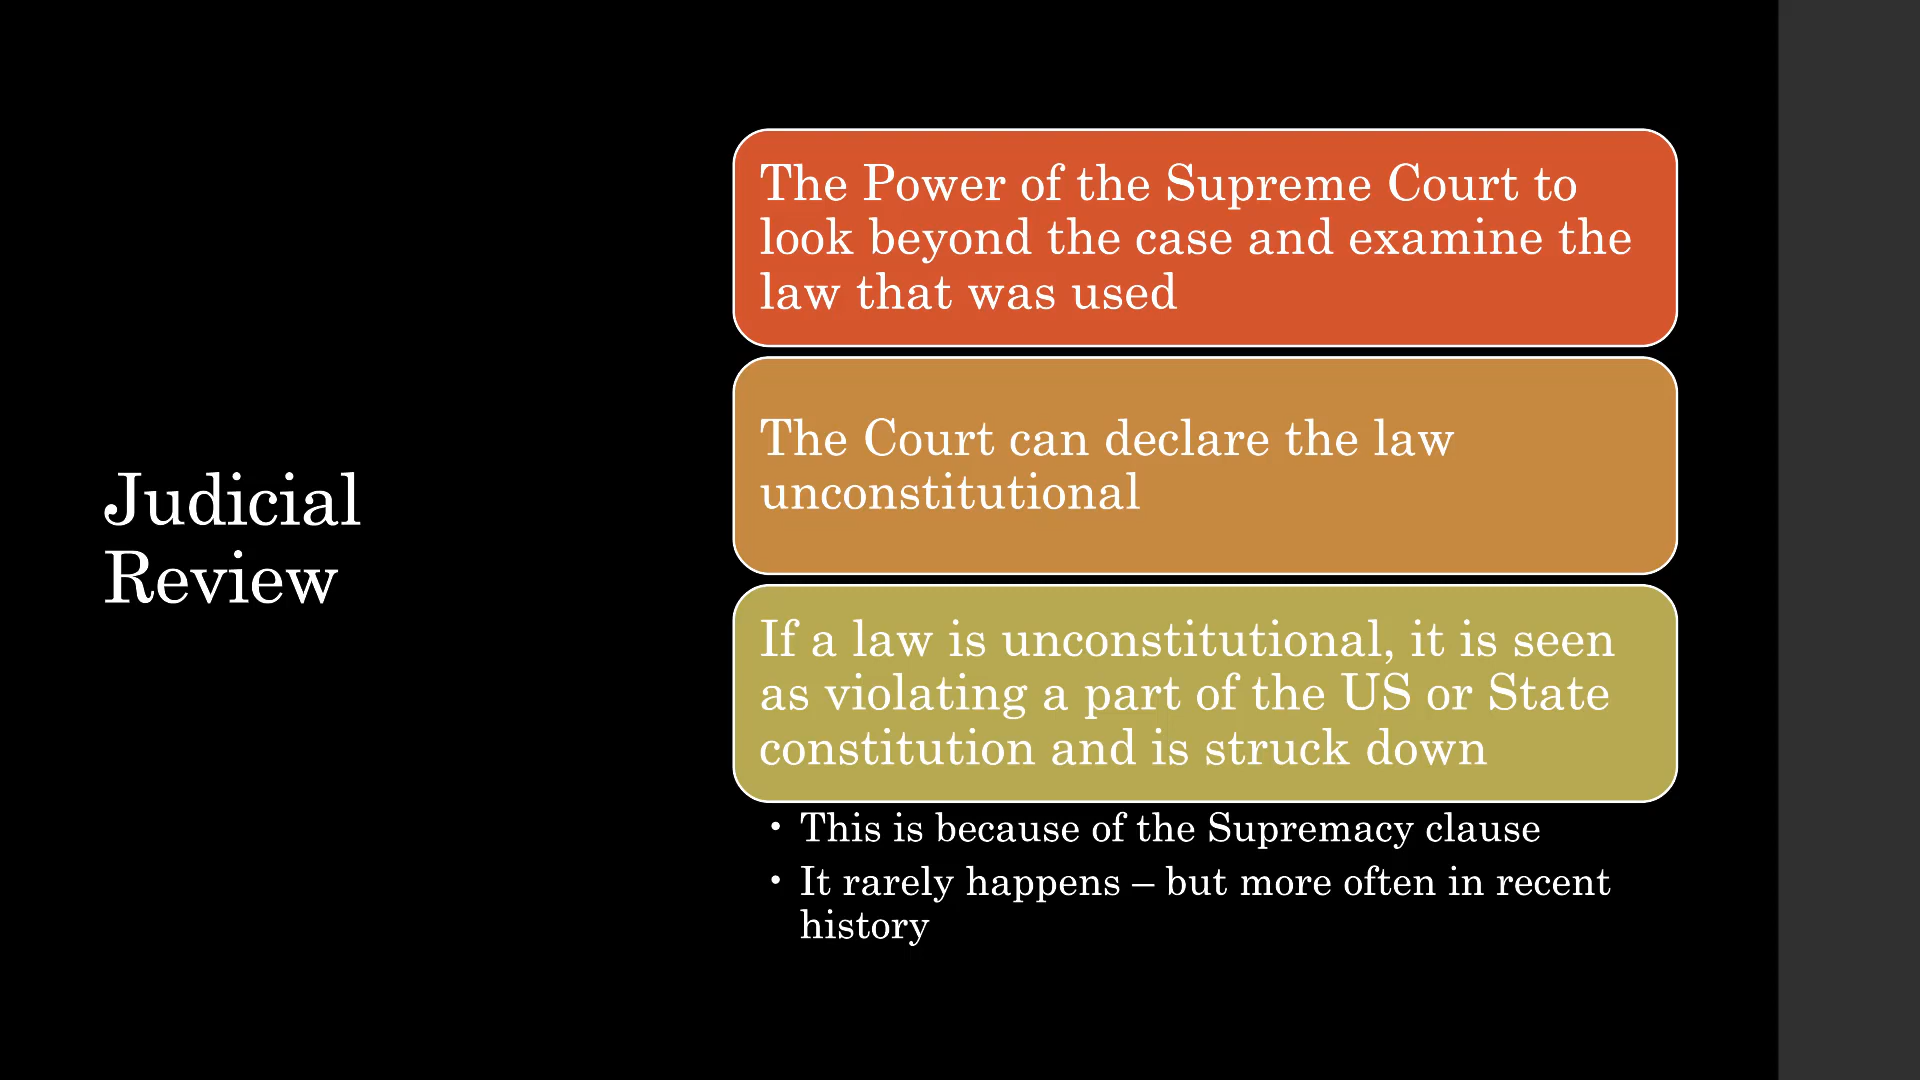 Judicial
Review
The Power of the Supreme Court to
look beyond the case and examine the
law that was used
The Court can declare the law
unconstitutional
If a law is unconstitutional, it is seen
as violating a part of the US or State
constitution and is struck down
• This is because of the Supremacy clause
• It rarely happens – but more often in recent
history